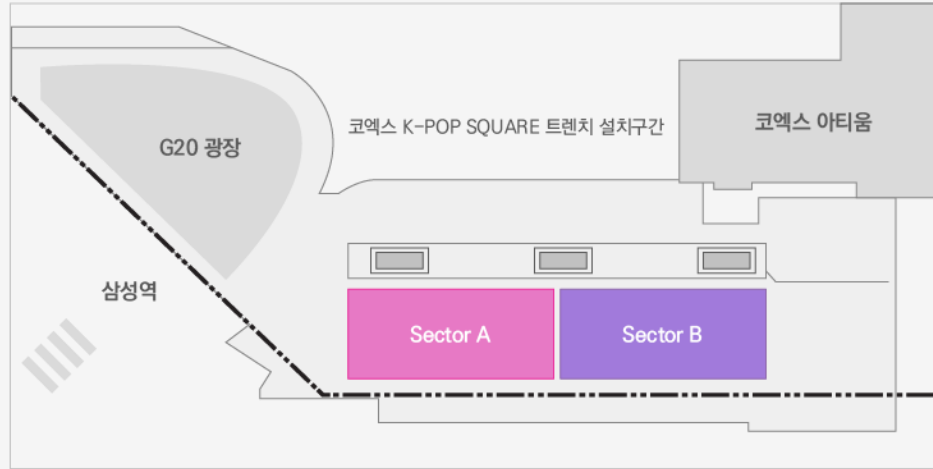 코엑스 K-POP SQUARE 트렌치 설치구간
코엑스 아티움
G20 광장
삼성역
Sector A
Sector B